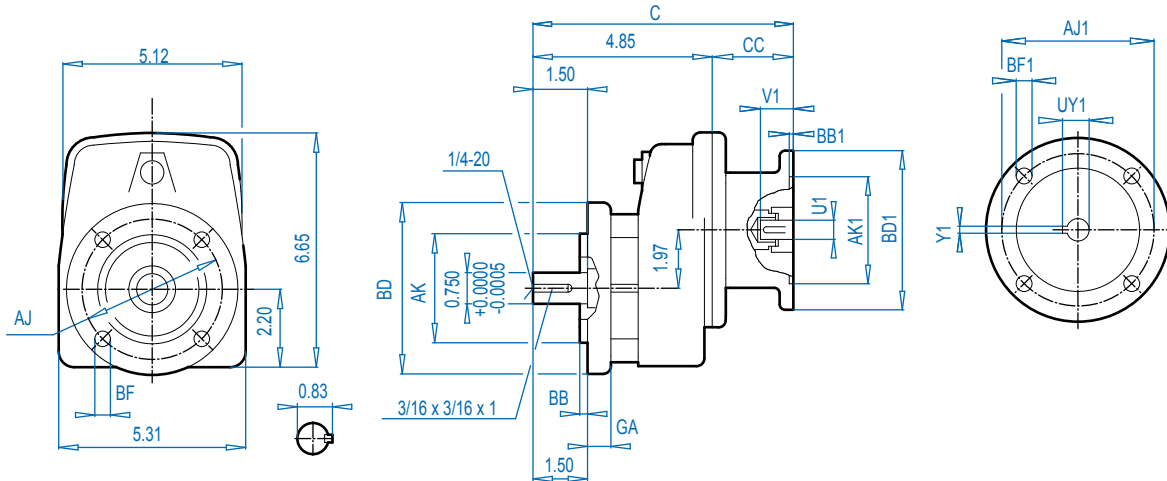 5.12
6.65
2.20
AJ
BF
5.31
0.83
C
4.85
CC
1.50
V1
BB1
1/4-20
BD
AK
0.750
+0.0000
-0.0005
1.97
U1
AK1
BD1
3/16 x 3/16 x 1
BB
GA
1.50
AJ1
BF1
UY1
Y1